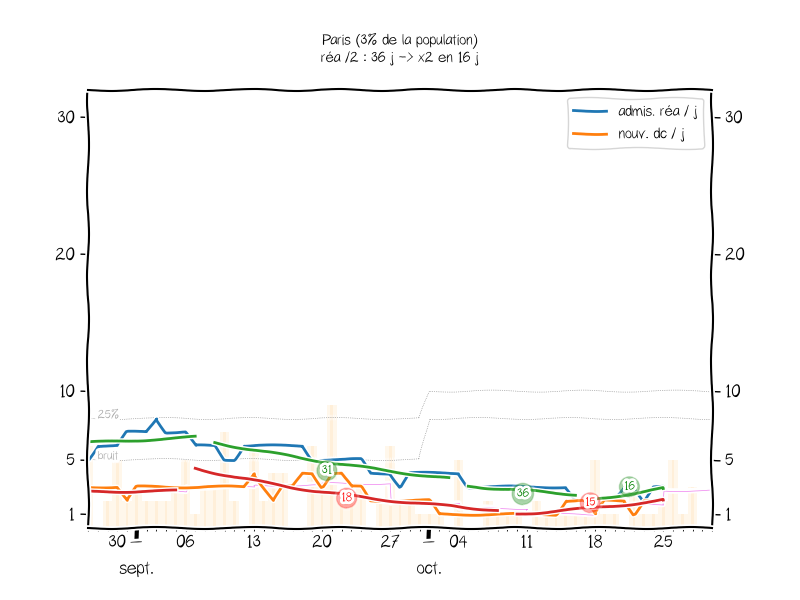 Paris (3% de la population)
réa /2 : 36 j -> x2 en 16 j
admis. réa / j
nouv. dc / j
30 30
20 20
10 10
25%
5 5
bruit
31
18
36
15
16
1 1
30 06 13 20 27 04 11 18 25
sept. oct.